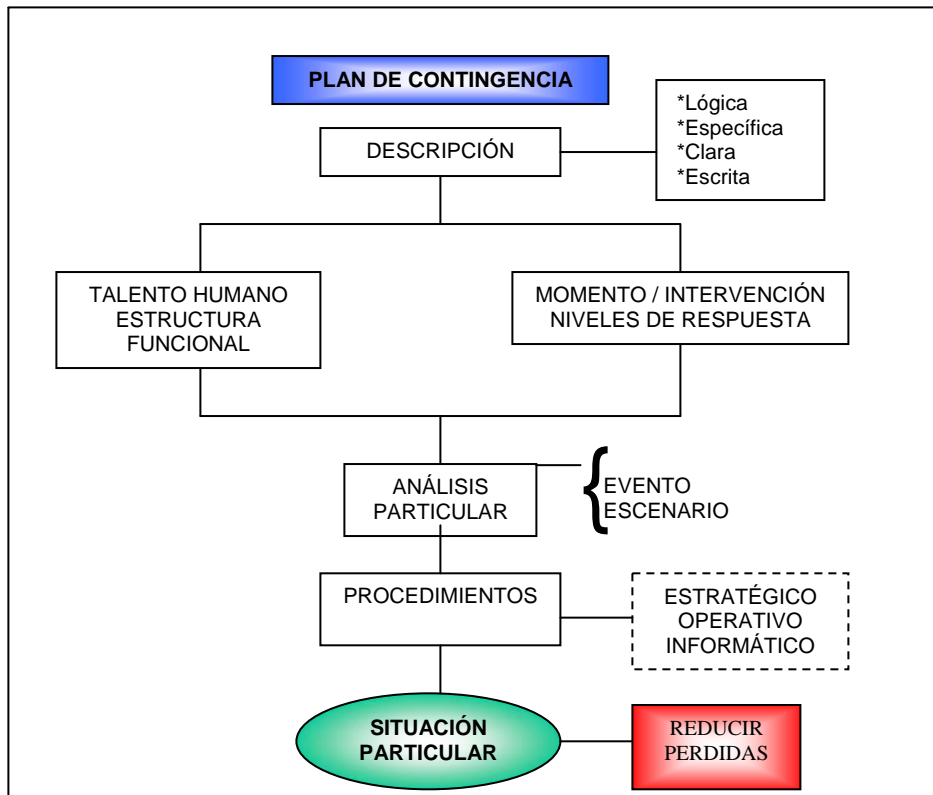 PLAN DE CONTINGENCIA
DESCRIPCIÓN
*Lógica
*Específica
*Clara
*Escrita
TALENTO HUMANO
ESTRUCTURA
FUNCIONAL
MOMENTO / INTERVENCIÓN
NIVELES DE RESPUESTA
ANÁLISIS
PARTICULAR
EVENTO
ESCENARIO
PROCEDIMIENTOS
ESTRATÉGICO
OPERATIVO
INFORMÁTICO
SITUACIÓN
PARTICULAR
REDUCIR
PERDIDAS